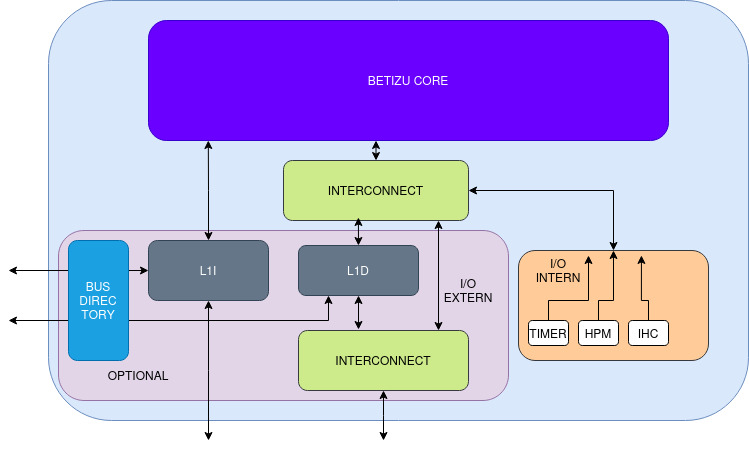 BETIZU CORE
INTERCONNECT
BUS
DIREC
TORY
L1I
L1D
I/O
EXTERN
I/O
INTERN
TIMER
HPM
IHC
INTERCONNECT
OPTIONAL